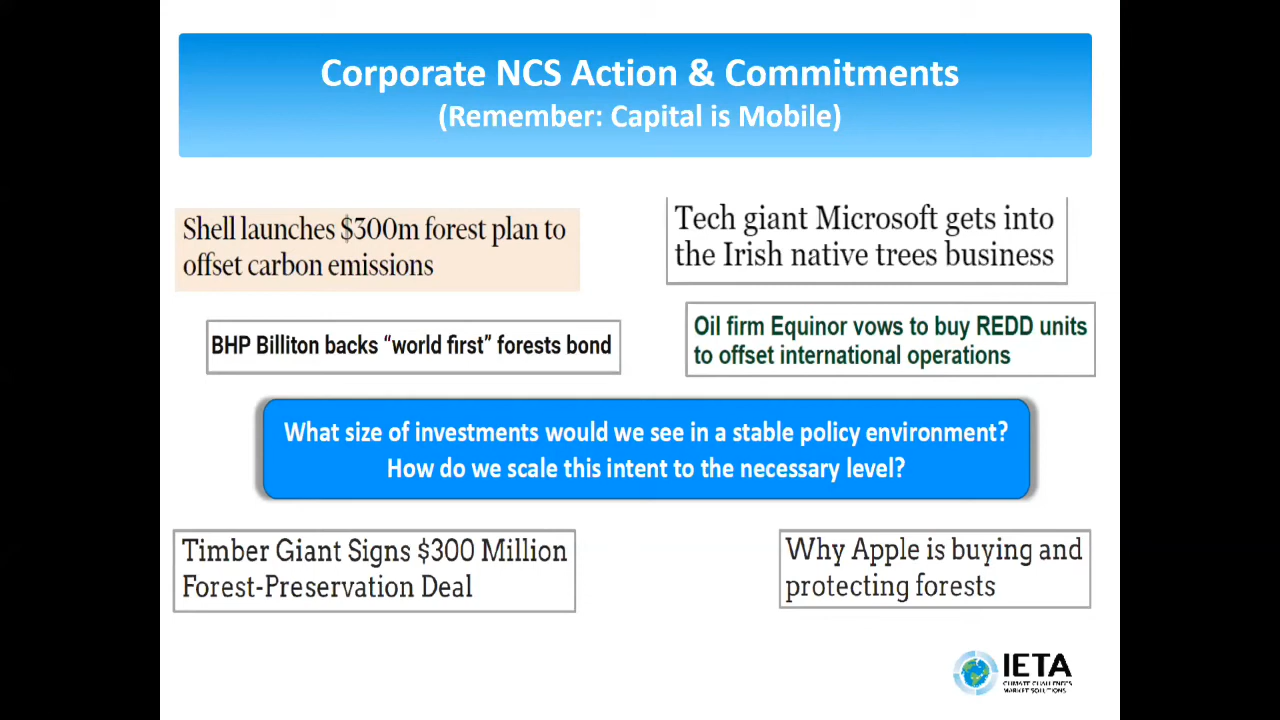 Corporate NCS Action & Commitments
(Remember: Capital is Mobile)
Shell launches $300m forest plan to
offset carbon emissions
Tech giant Microsoft gets into
the Irish native trees business
BHP Billiton backs “world first” forests bond
Oil firm Equinor vows to buy REDD units
to offset international operations
What size of investments would we see in a stable policy environment?
How do we scale this intent to the necessary level?
Timber Giant Signs $300 Million
Forest-Preservation Deal
Why Apple is buying and
protecting forests
IETA
CLIMATE CHALLENGES
MARKET SOLUTIONS